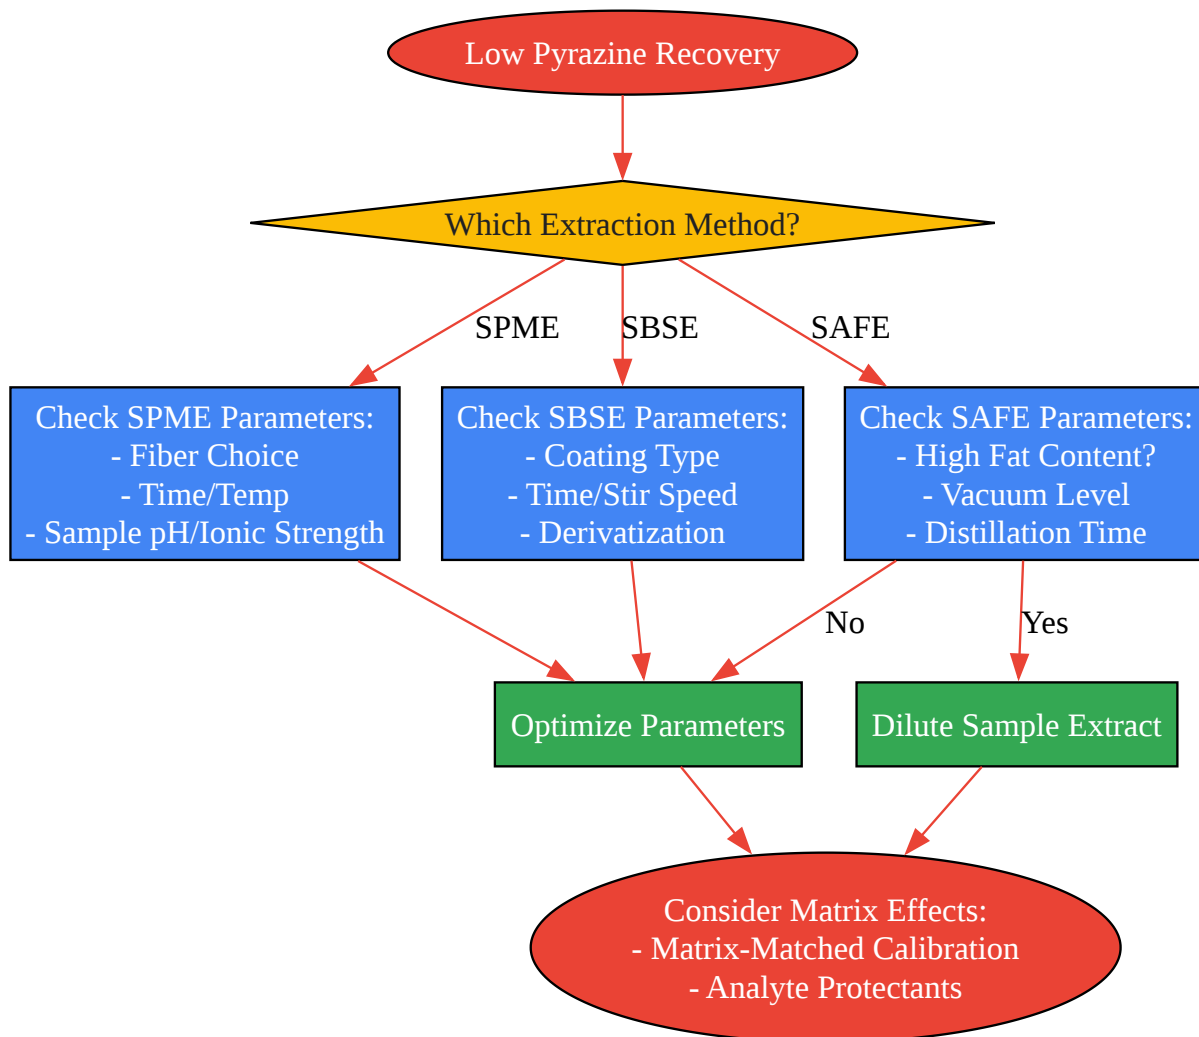 Low Pyrazine Recovery
Which Extraction Method?
SPME
SBSE
SAFE
Check SPME Parameters:
- Fiber Choice
- Time/Temp
- Sample pH/Ionic Strength
Check SBSE Parameters:
- Coating Type
- Time/Stir Speed
- Derivatization
Check SAFE Parameters:
- High Fat Content?
- Vacuum Level
- Distillation Time
No
Yes
Optimize Parameters
Dilute Sample Extract
Consider Matrix Effects:
- Matrix-Matched Calibration
- Analyte Protectants